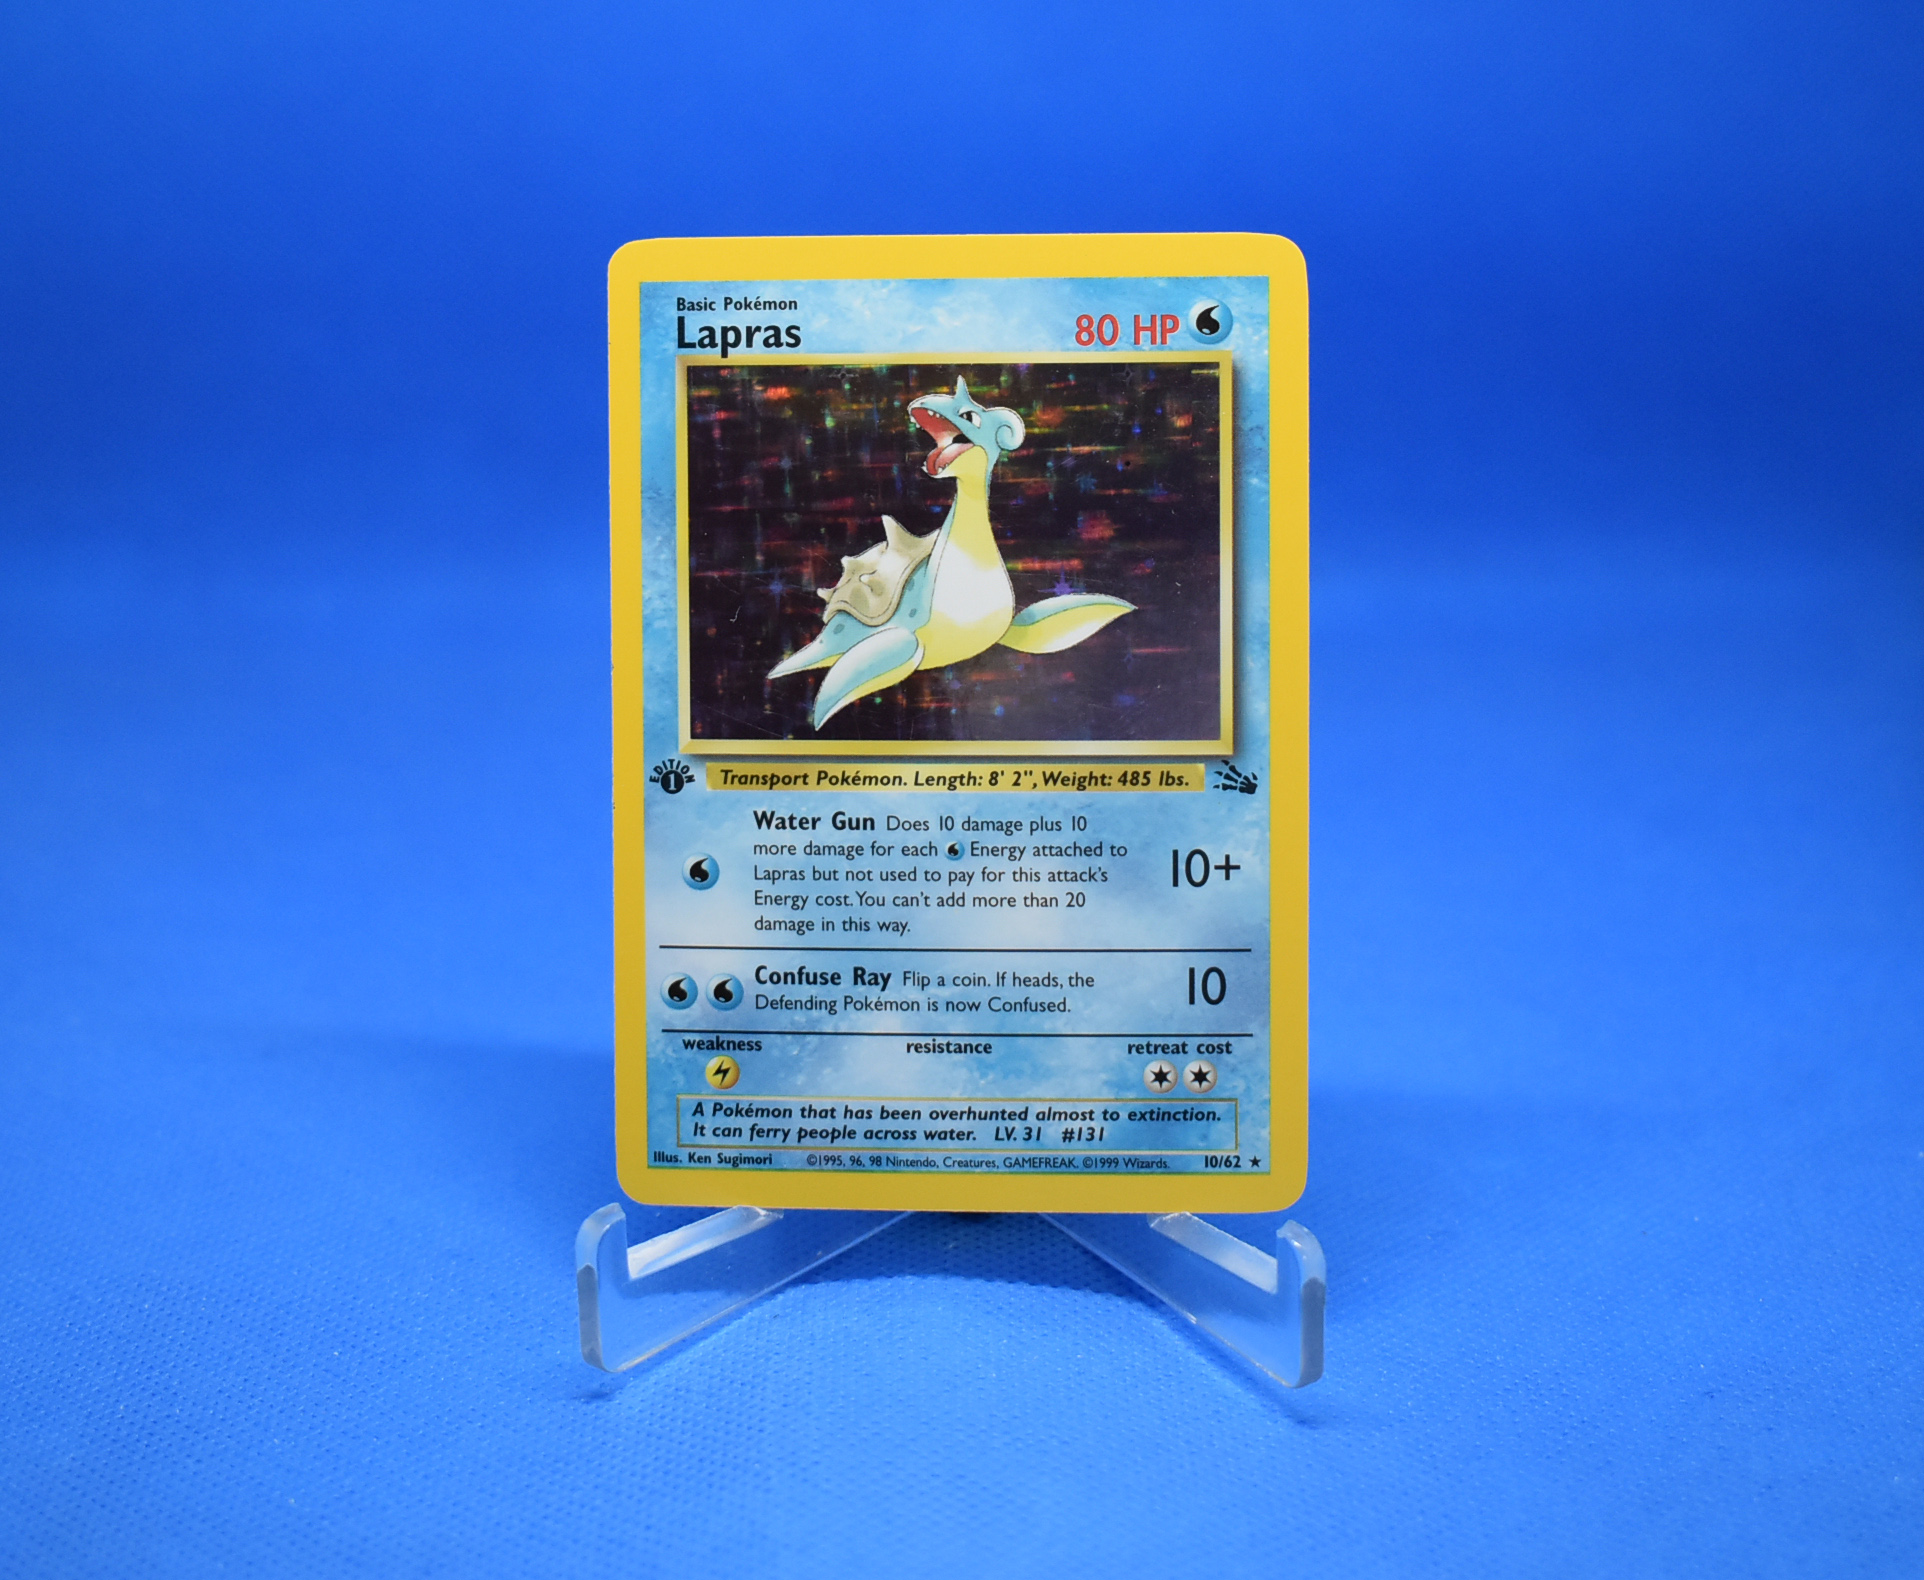 Basic Pokémon
Lapras
80 HP
EDITION
1
Transport Pokémon. Length: 8' 2", Weight: 485 lbs.
Water Gun Does 10 damage plus 10
more damage for each Energy attached to
Lapras but not used to pay for this attack's
Energy cost. You can't add more than 20
damage in this way.
10+
Confuse Ray Flip a coin. If heads, the
Defending Pokémon is now Confused.
10
weakness
resistance
retreat cost
A Pokémon that has been overhunted almost to extinction.
It can ferry people across water. LV. 31 #131
Illus. Ken Sugimori ©1995, 96, 98 Nintendo, Creatures, GAMEFREAK. ©1999 Wizards. 10/62 ★